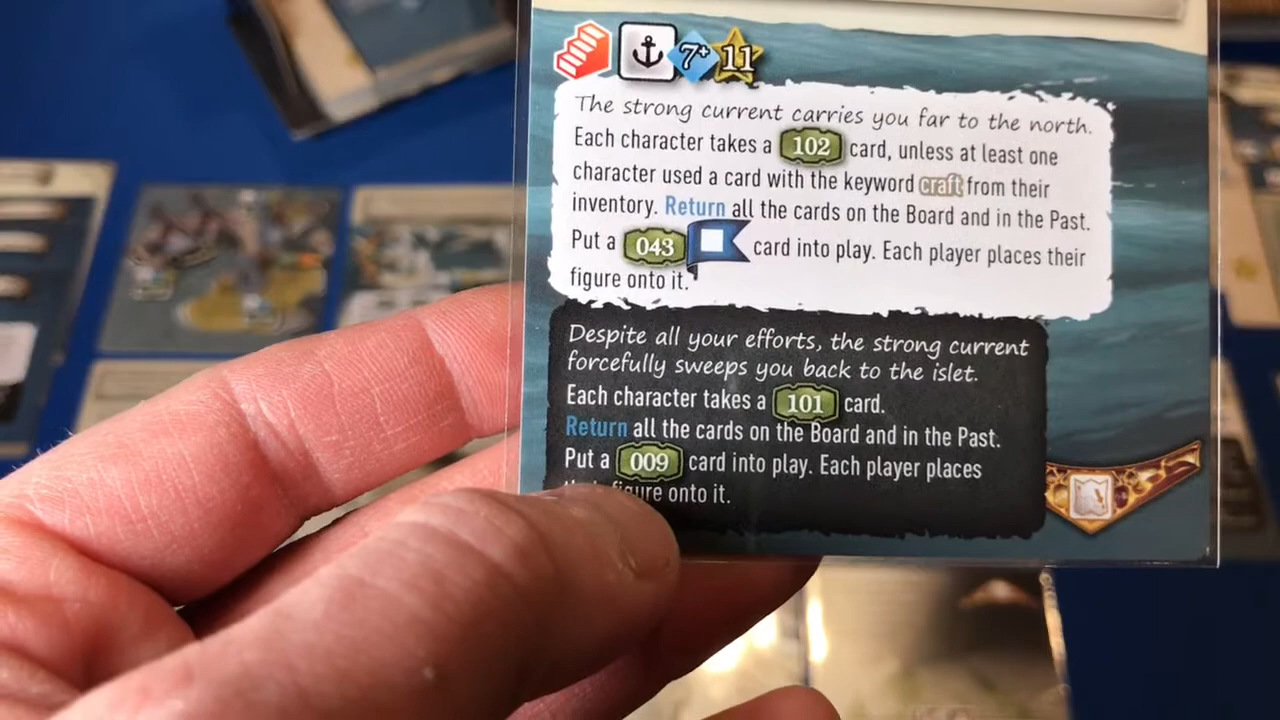 7+ 11
The strong current carries you far to the north.
Each character takes a 102 card, unless at least one
character used a card with the keyword craft from their
inventory. Return all the cards on the Board and in the Past.
Put a 043 card into play. Each player places their
figure onto it.
Despite all your efforts, the strong current
forcefully sweeps you back to the islet.
Each character takes a 101 card.
Return all the cards on the Board and in the Past.
Put a 009 card into play. Each player places
figure onto it.